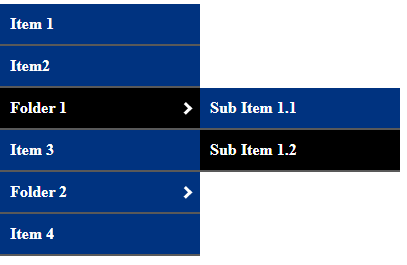 Item 1
Item2
Folder 1
Sub Item 1.1
Item 3
Sub Item 1.2
Folder 2
Item 4